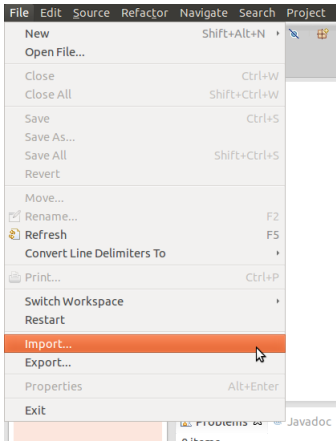 File Edit Source Refactor Navigate Search Project
New Shift+Alt+N
Open File...
Close Ctrl+W
Close All Shift+Ctrl+W
Save Ctrl+S
Save As...
Save All Shift+Ctrl+S
Revert
Move...
Rename... F2
Refresh F5
Convert Line Delimiters To
Print... Ctrl+P
Switch Workspace
Restart
Import...
Export...
Properties Alt+Enter
Exit
Problems Javadoc
0 items